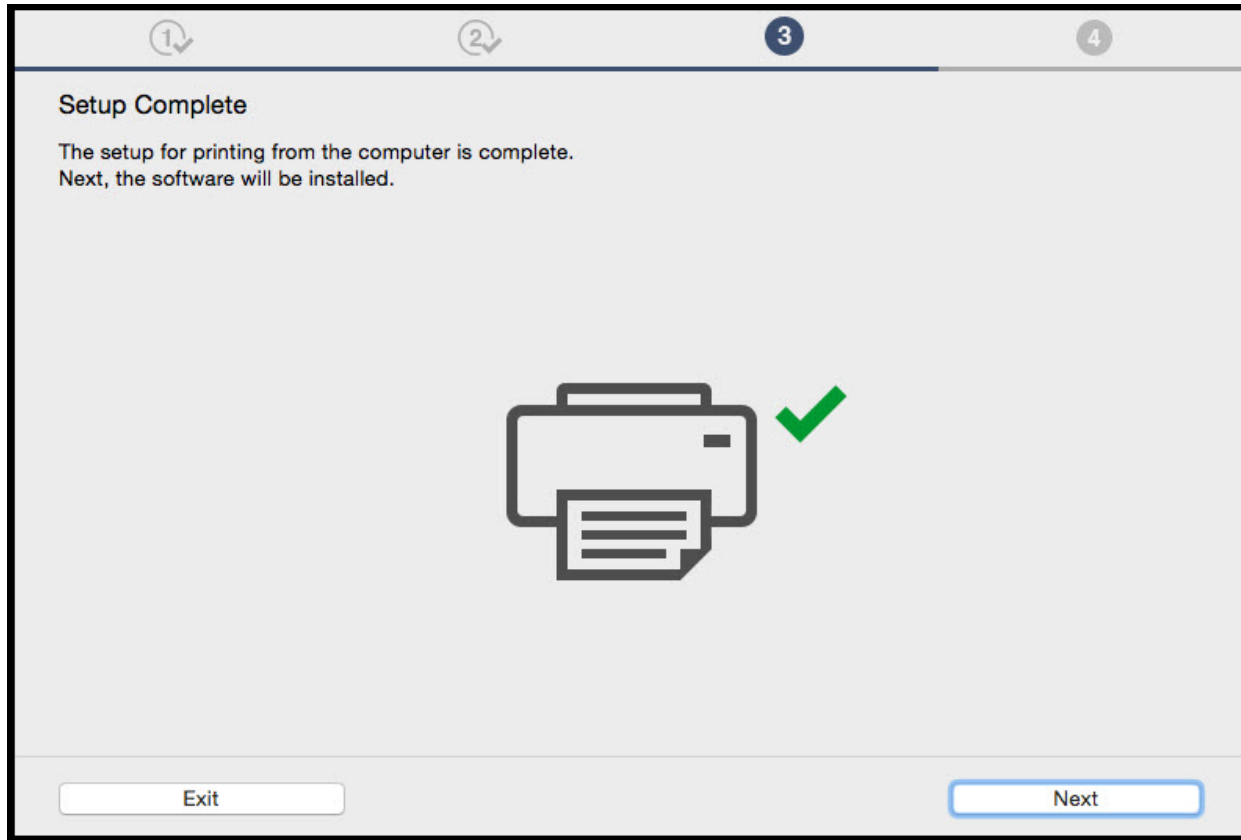 1 2 3 4
Setup Complete
The setup for printing from the computer is complete.
Next, the software will be installed.
Exit Next